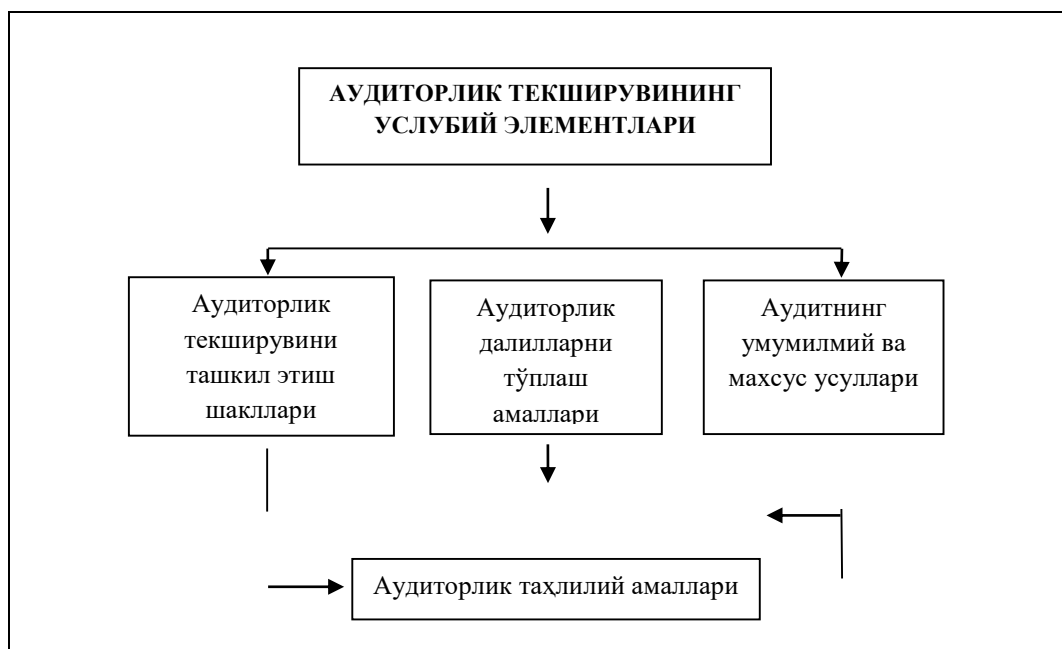 АУДИТОРЛИК ТЕКШИРУВИНИНГ
УСЛУБИЙ ЭЛЕМЕНТЛАРИ
Аудиторлик
текширувини
ташкил этиш
шакллари
Аудиторлик
далилларни
тўплаш
амаллари
Аудитнинг
умумилмий ва
махсус усуллари
Аудиторлик таҳлилий амаллари